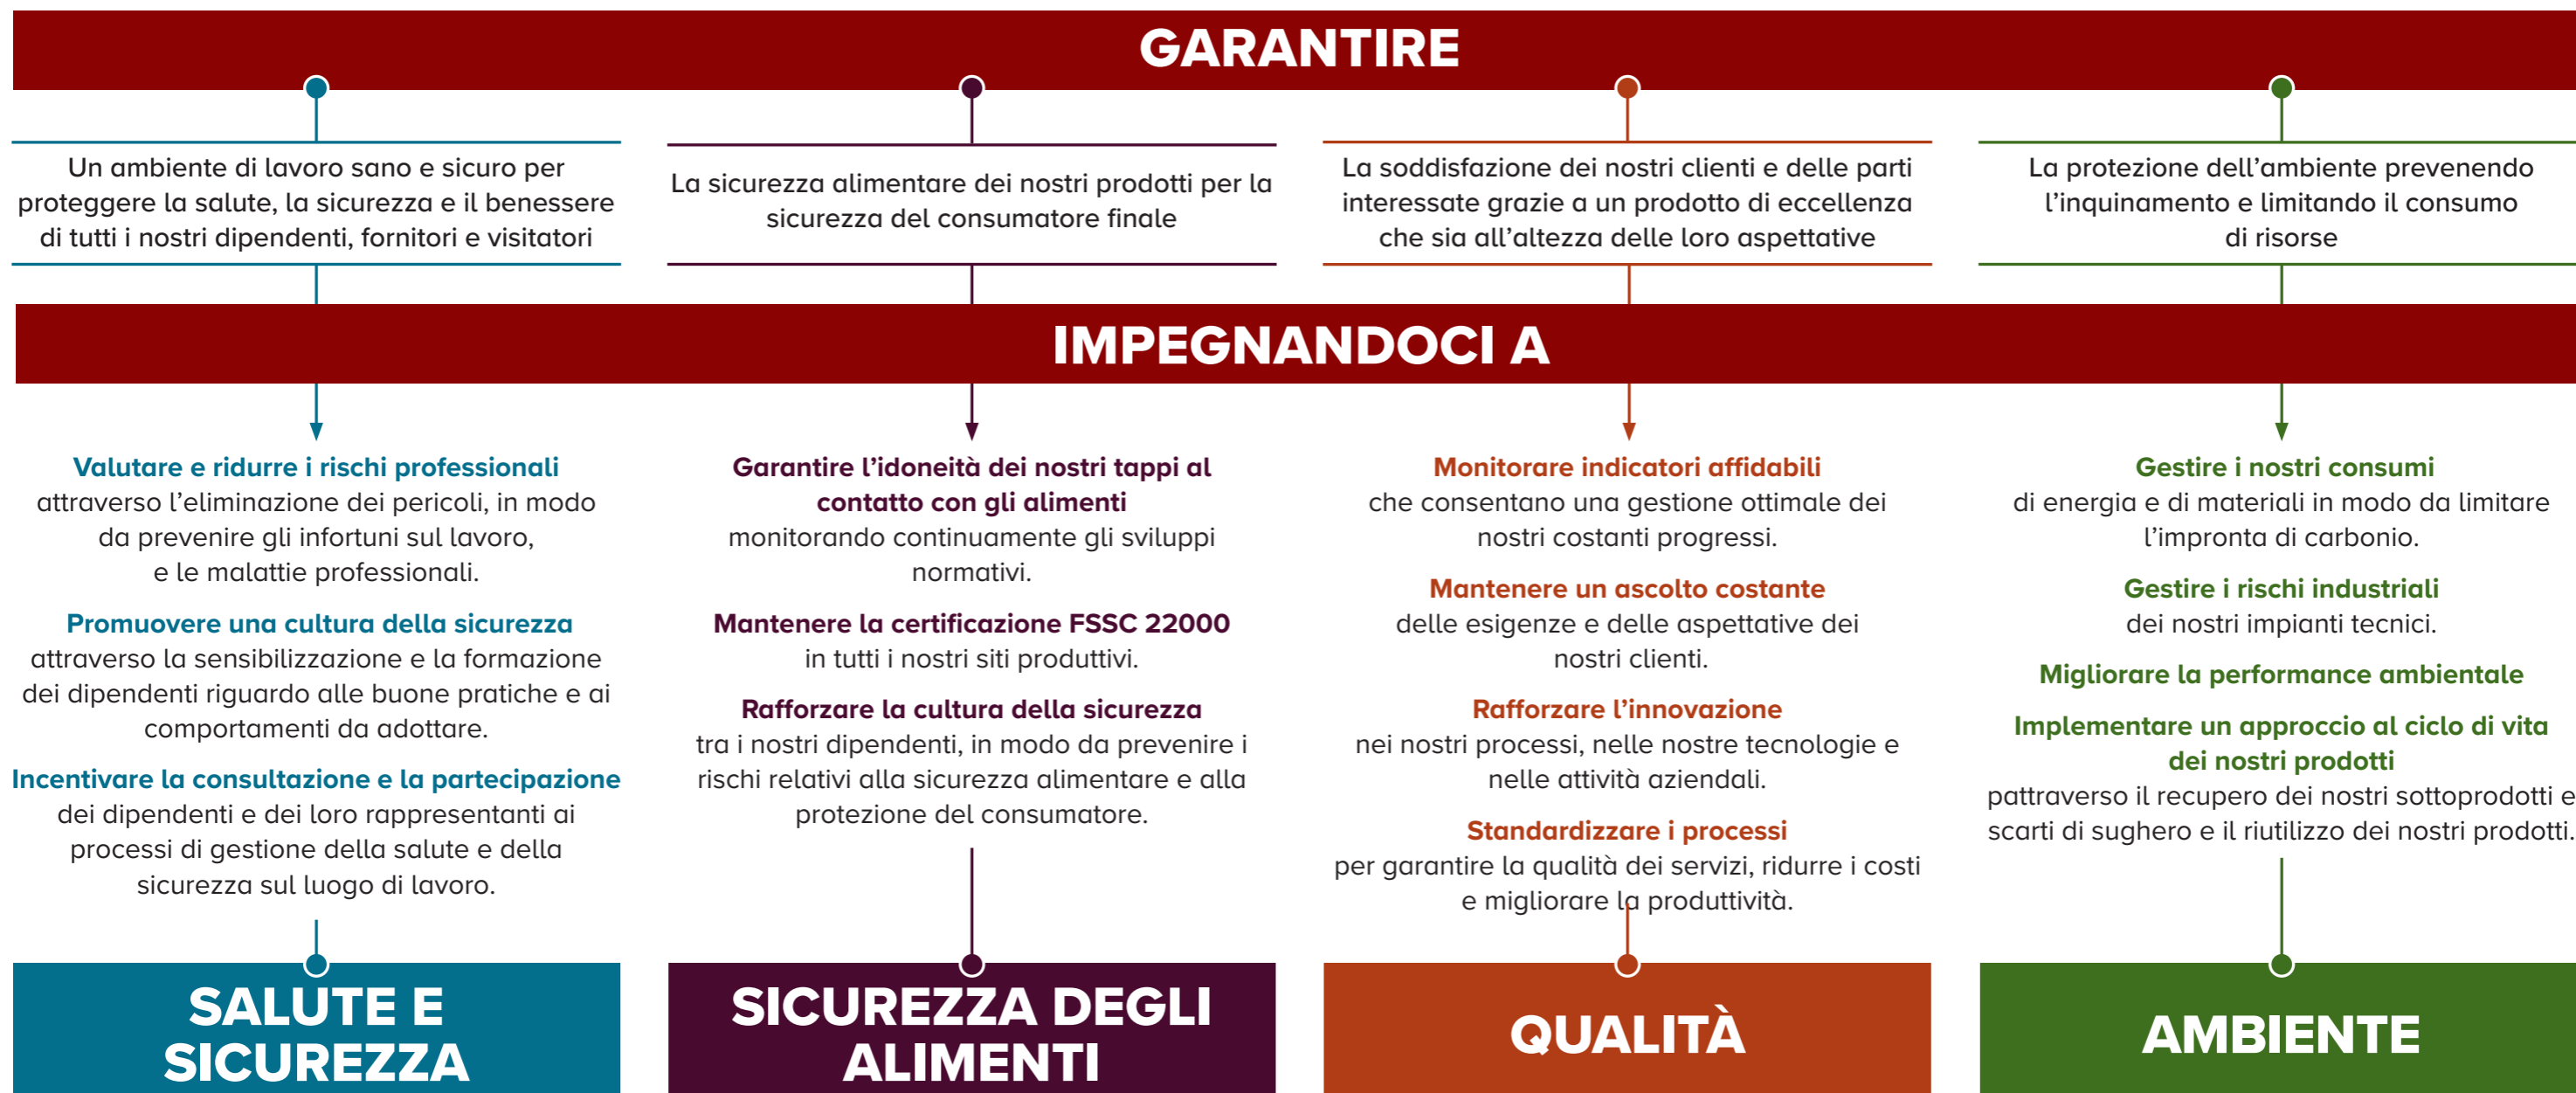 GARANTIRE
Un ambiente di lavoro sano e sicuro per
proteggere la salute, la sicurezza e il benessere
di tutti i nostri dipendenti, fornitori e visitatori
La sicurezza alimentare dei nostri prodotti per la
sicurezza del consumatore finale
La soddisfazione dei nostri clienti e delle parti
interessate grazie a un prodotto di eccellenza
che sia all’altezza delle loro aspettative
La protezione dell’ambiente prevenendo
l’inquinamento e limitando il consumo
di risorse
IMPEGNANDOCI A
Valutare e ridurre i rischi professionali
attraverso l’eliminazione dei pericoli, in modo
da prevenire gli infortuni sul lavoro,
e le malattie professionali.
Promuovere una cultura della sicurezza
attraverso la sensibilizzazione e la formazione
dei dipendenti riguardo alle buone pratiche e ai
comportamenti da adottare.
Incentivare la consultazione e la partecipazione
dei dipendenti e dei loro rappresentanti ai
processi di gestione della salute e della
sicurezza sul luogo di lavoro.
SALUTE E
SICUREZZA
Garantire l’idoneità dei nostri tappi al
contatto con gli alimenti
monitorando continuamente gli sviluppi
normativi.
Mantenere la certificazione FSSC 22000
in tutti i nostri siti produttivi.
Rafforzare la cultura della sicurezza
tra i nostri dipendenti, in modo da prevenire i
rischi relativi alla sicurezza alimentare e alla
protezione del consumatore.
SICUREZZA DEGLI
ALIMENTI
Monitorare indicatori affidabili
che consentano una gestione ottimale dei
nostri costanti progressi.
Mantenere un ascolto costante
delle esigenze e delle aspettative dei
nostri clienti.
Rafforzare l’innovazione
nei nostri processi, nelle nostre tecnologie e
nelle attività aziendali.
Standardizzare i processi
per garantire la qualità dei servizi, ridurre i costi
e migliorare la produttività.
QUALITÀ
Gestire i nostri consumi
di energia e di materiali in modo da limitare
l’impronta di carbonio.
Gestire i rischi industriali
dei nostri impianti tecnici.
Migliorare la performance ambientale
Implementare un approccio al ciclo di vita
dei nostri prodotti
pattraverso il recupero dei nostri sottoprodotti e
scarti di sughero e il riutilizzo dei nostri prodotti.
AMBIENTE